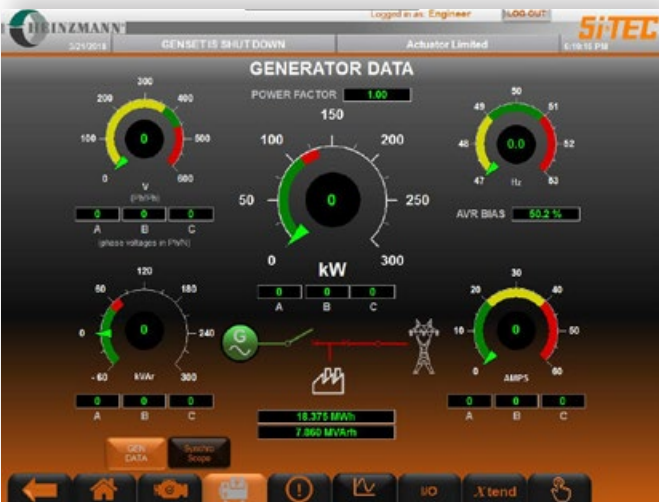 Logged in as: Engineer LOG OUT
HEINZMANN
SiTEC
3/21/2018 GENSET IS SHUT DOWN Actuator Limited 6:19:15 PM
GENERATOR DATA
POWER FACTOR 1.00
0 100 200 300 400 500 600
0
V
(Ph/Ph)
0 0 0
A B C
(phase voltages in Ph/N)
0 50 100 150 200 250 300
0
kW
0 0 0
A B C
47 48 49 50 51 52 53
0.0
Hz
AVR BIAS 50.2 %
-60 0 60 120 180 240 300
0
kVAr
0 0 0
A B C
G
0 10 20 30 40 50 60
0
AMPS
0 0 0
A B C
18.375 MWh
7.860 MVArh
GEN DATA
Synchro Scope
I/O
Xtend